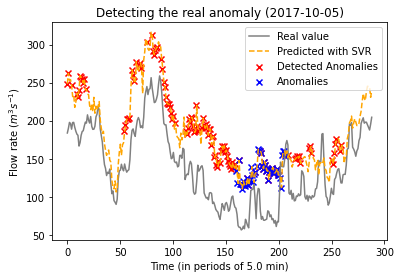 Detecting the real anomaly (2017-10-05)
Real value
Predicted with SVR
Detected Anomalies
Anomalies
300
250
200
150
100
50
Flow rate (m³s⁻¹)
0 50 100 150 200 250 300
Time (in periods of 5.0 min)